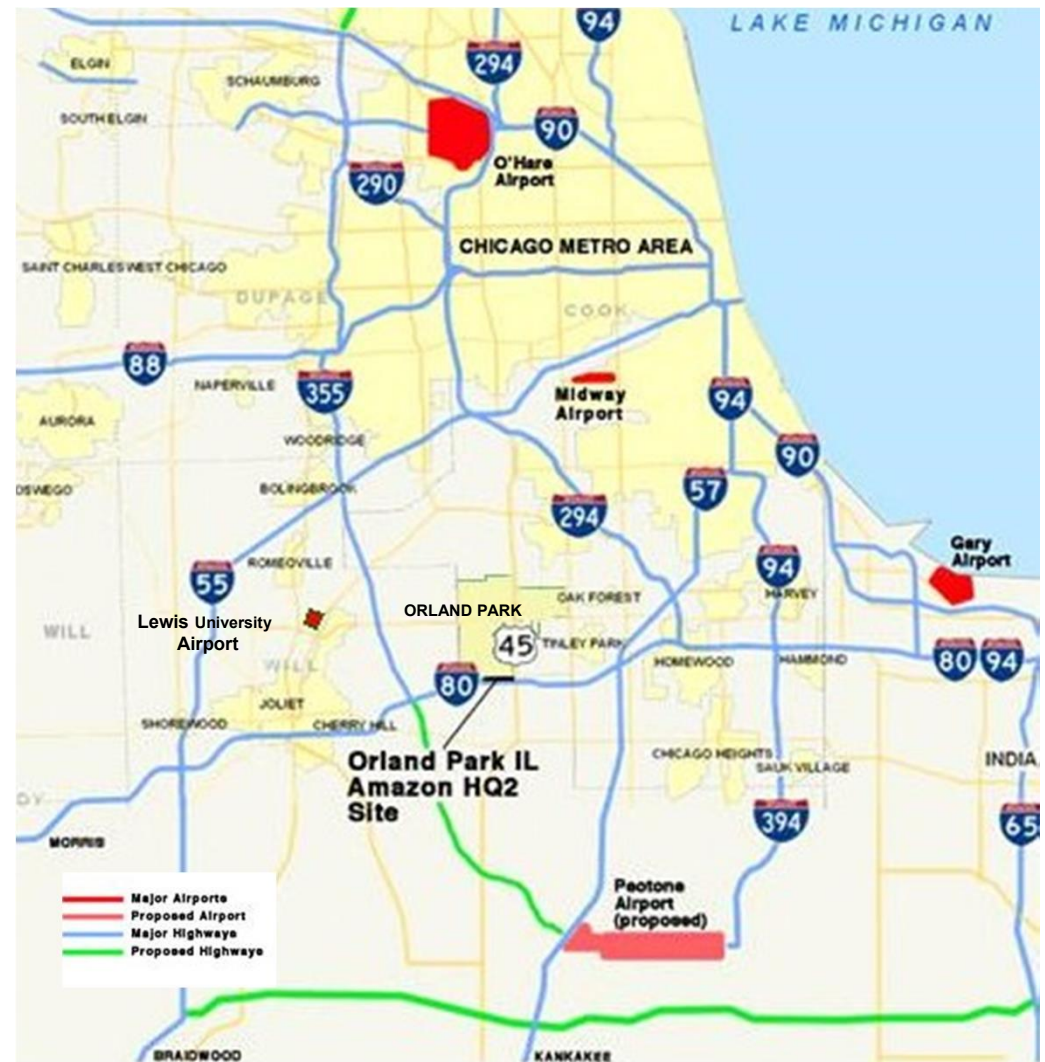 LAKE MICHIGAN
94
294
ELGIN
SCHAUMBURG
SOUTH ELGIN
90
O'Hare
Airport
290
CHICAGO METRO AREA
SAINT CHARLES WEST CHICAGO
DUPAGE
COOK
88
NAPERVILLE
355
Midway
Airport
94
AURORA
WOODRIDGE
90
BOLINGBROOK
OSWEGO
57
294
ROMEOVILLE
55
94
Gary
Airport
HARVEY
OAK FOREST
ORLAND PARK
Lewis University
Airport
WILL
45
TINLEY PARK
HOMEWOOD
HAMMOND
80
94
WILL
80
JOLIET
SHOREWOOD
CHERRY HILL
Orland Park IL
Amazon HQ2
Site
CHICAGO HEIGHTS
SAUK VILLAGE
INDIA
DY
394
65
MORRIS
Peotone
Airport
(proposed)
Major Airports
Proposed Airport
Major Highways
Proposed Highways
BRAIDWOOD
KANKAKEE